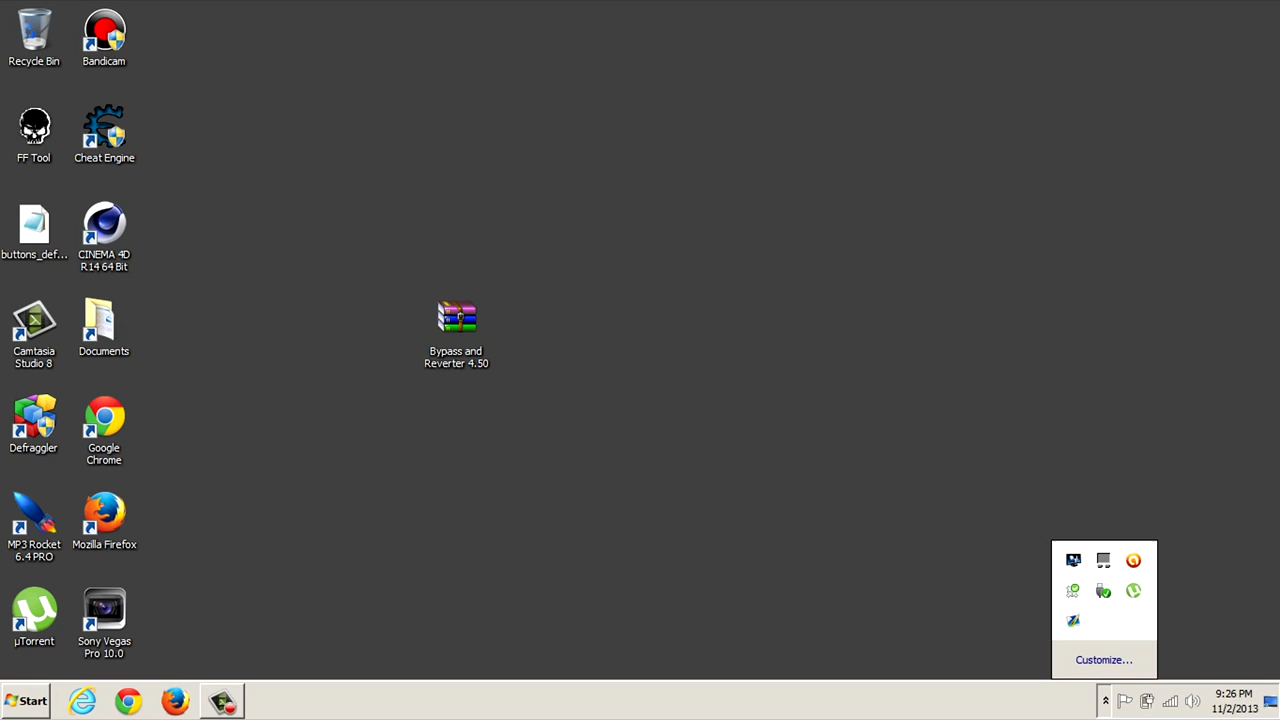 Recycle Bin
Bandicam
FF Tool
Cheat Engine
buttons_def...
CINEMA 4D
R14 64 Bit
Camtasia
Studio 8
Documents
Bypass and
Reverter 4.50
Defraggler
Google
Chrome
MP3 Rocket
6.4 PRO
Mozilla Firefox
µTorrent
Sony Vegas
Pro 10.0
Customize...
Start
9:26 PM
11/2/2013